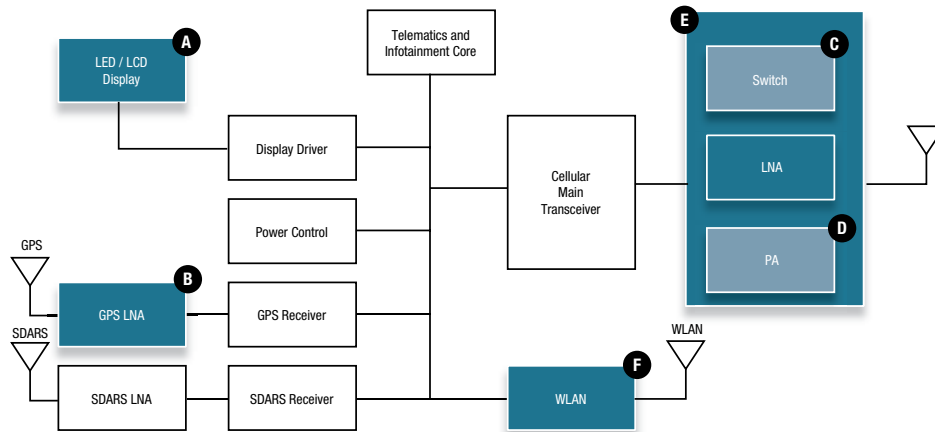 A
LED / LCD
Display
Telematics and
Infotainment Core
E
C
Switch
Display Driver
Cellular
Main
Transceiver
LNA
Power Control
D
PA
GPS
B
GPS LNA
GPS Receiver
SDARS
SDARS LNA
SDARS Receiver
F
WLAN
WLAN